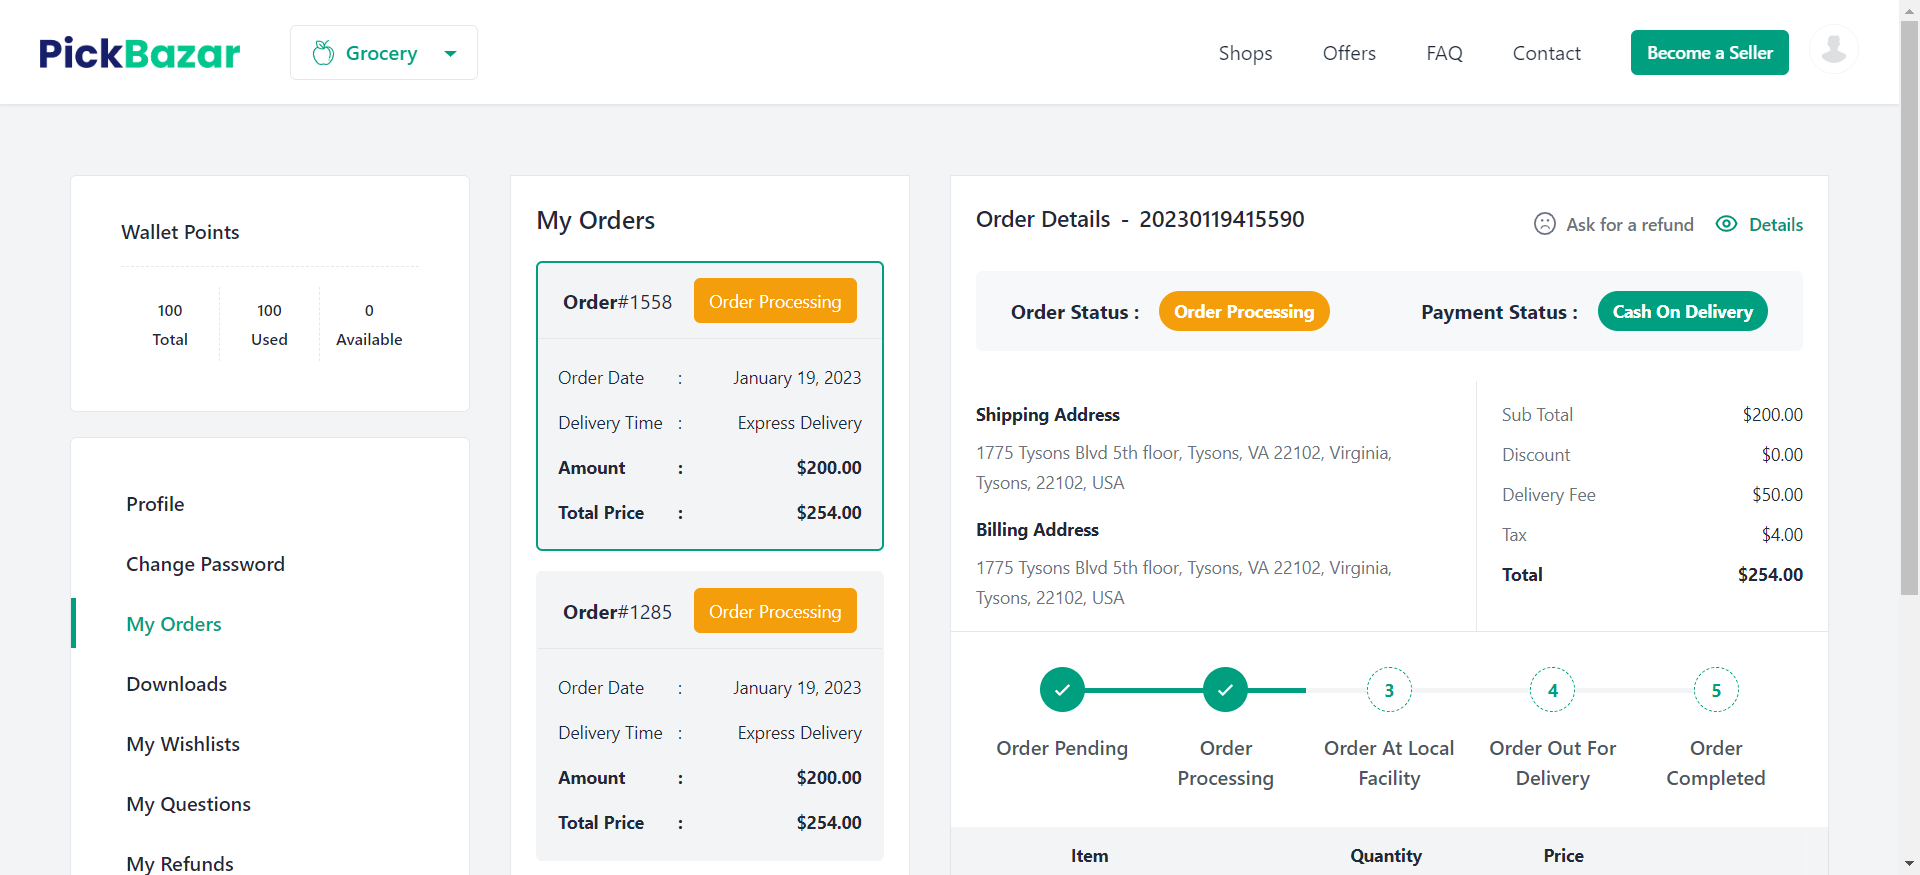 PickBazar
Grocery
Shops
Offers
FAQ
Contact
Become a Seller
Wallet Points
100
Total
100
Used
0
Available
Profile
Change Password
My Orders
Downloads
My Wishlists
My Questions
My Refunds
My Orders
Order#1558
Order Processing
Order Date : January 19, 2023
Delivery Time : Express Delivery
Amount : $200.00
Total Price : $254.00
Order#1285
Order Processing
Order Date : January 19, 2023
Delivery Time : Express Delivery
Amount : $200.00
Total Price : $254.00
Order Details - 20230119415590
Ask for a refund
Details
Order Status : Order Processing
Payment Status : Cash On Delivery
Shipping Address
1775 Tysons Blvd 5th floor, Tysons, VA 22102, Virginia,
Tysons, 22102, USA
Billing Address
1775 Tysons Blvd 5th floor, Tysons, VA 22102, Virginia,
Tysons, 22102, USA
Sub Total $200.00
Discount $0.00
Delivery Fee $50.00
Tax $4.00
Total $254.00
Order Pending
Order
Processing
3
Order At Local
Facility
4
Order Out For
Delivery
5
Order
Completed
Item Quantity Price